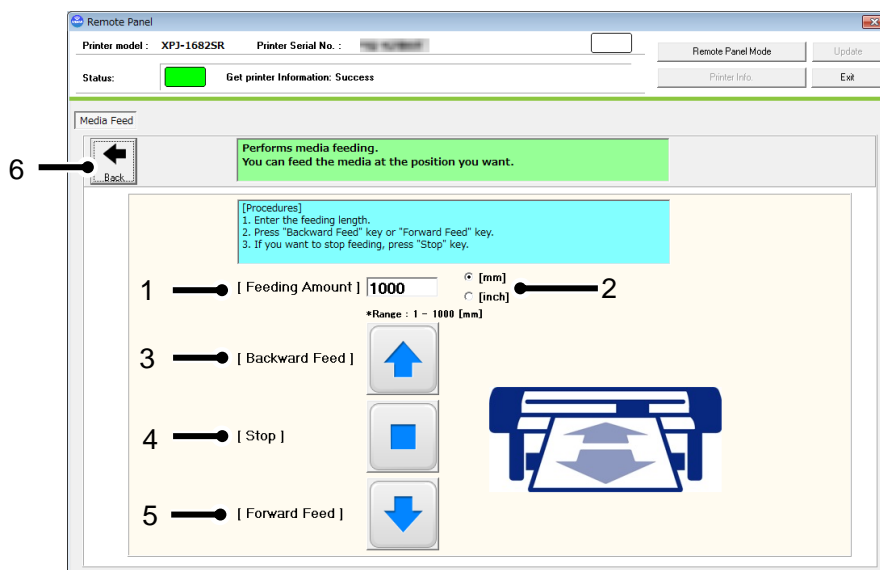 Remote Panel
Printer model : XPJ-1682SR Printer Serial No. :
Remote Panel Mode Update
Status: Get printer Information: Success Printer Info. Exit
Media Feed
Back
Performs media feeding.
You can feed the media at the position you want.
6
[Procedures]
1. Enter the feeding length.
2. Press "Backward Feed" key or "Forward Feed" key.
3. If you want to stop feeding, press "Stop" key.
1 [ Feeding Amount ] 1000 [mm]
[inch] 2
*Range : 1 - 1000 [mm]
3 [ Backward Feed ]
4 [ Stop ]
5 [ Forward Feed ]